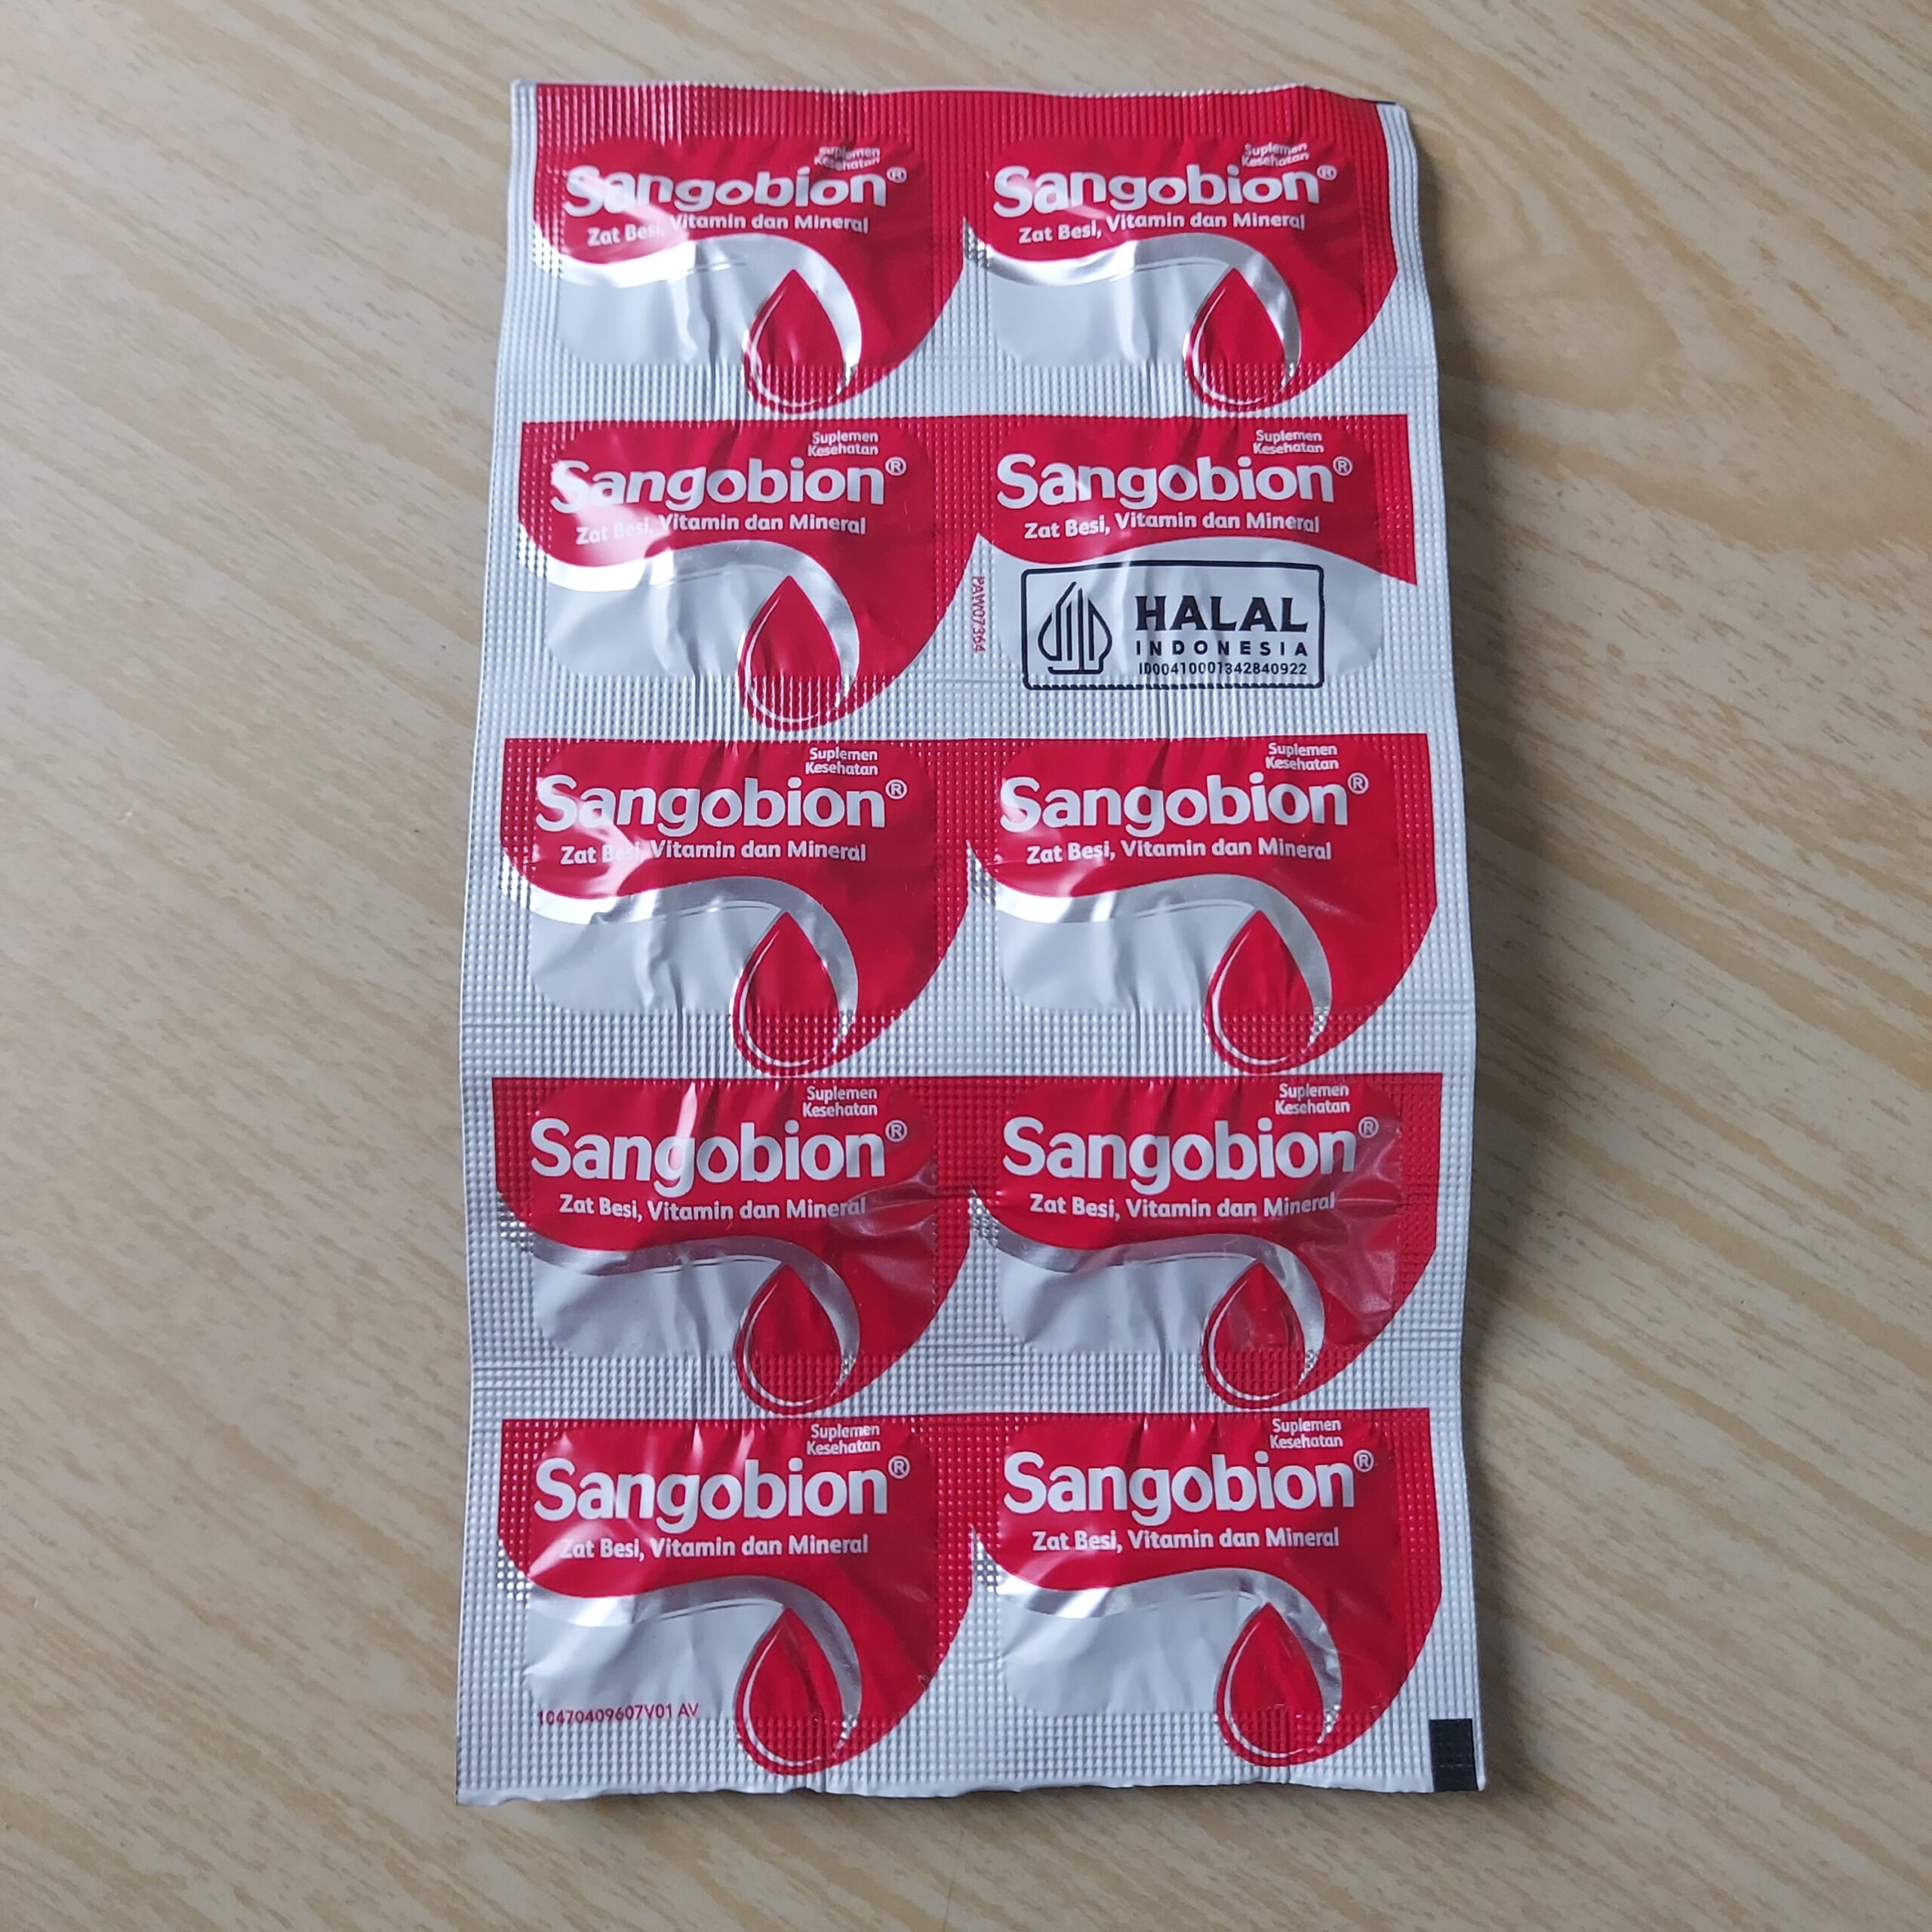 Suplemen
Kesehatan
Sangobion®
Zat Besi, Vitamin dan Mineral
Suplemen
Kesehatan
Sangobion®
Zat Besi, Vitamin dan Mineral
Suplemen
Kesehatan
Sangobion®
Zat Besi, Vitamin dan Mineral
Suplemen
Kesehatan
Sangobion®
Zat Besi, Vitamin dan Mineral
PAW07364
HALAL
INDONESIA
ID00410001342840922
Suplemen
Kesehatan
Sangobion®
Zat Besi, Vitamin dan Mineral
Suplemen
Kesehatan
Sangobion®
Zat Besi, Vitamin dan Mineral
Suplemen
Kesehatan
Sangobion®
Zat Besi, Vitamin dan Mineral
Suplemen
Kesehatan
Sangobion®
Zat Besi, Vitamin dan Mineral
Suplemen
Kesehatan
Sangobion®
Zat Besi, Vitamin dan Mineral
10470409607V01 AV
Suplemen
Kesehatan
Sangobion®
Zat Besi, Vitamin dan Mineral